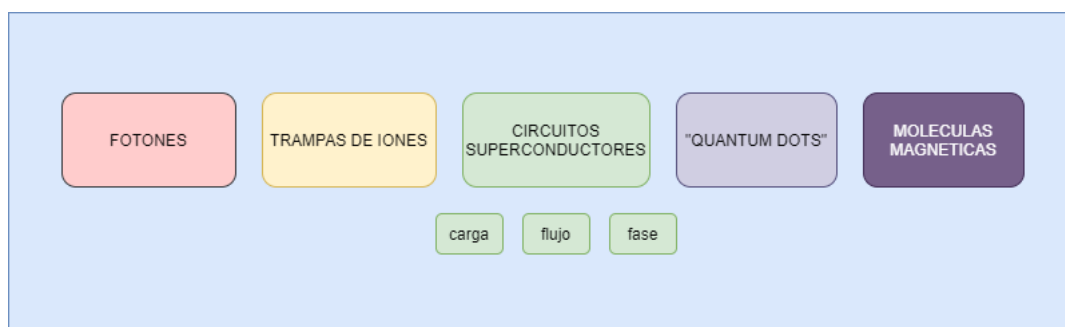 FOTONES
TRAMPAS DE IONES
CIRCUITOS
SUPERCONDUCTORES
"QUANTUM DOTS"
MOLECULAS
MAGNETICAS
carga
flujo
fase